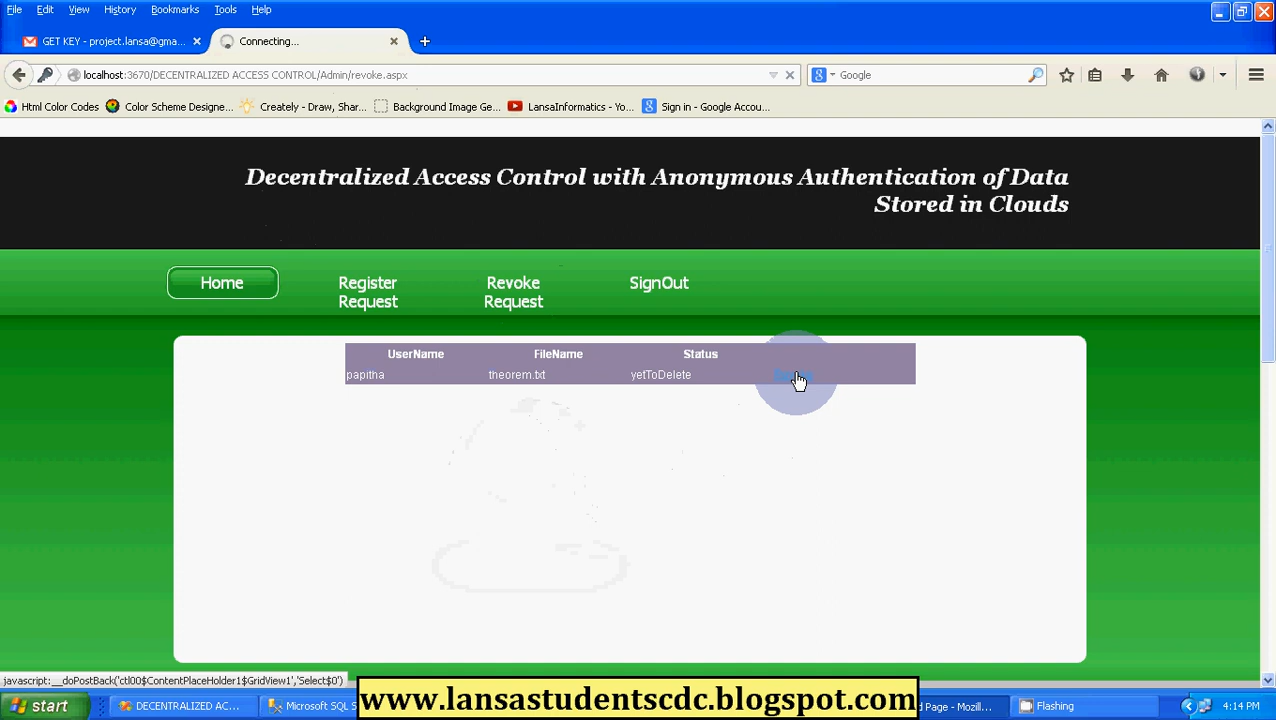 File Edit View History Bookmarks Tools Help
GET KEY - project.lansa@gma...
Connecting...
localhost:3670/DECENTRALIZED ACCESS CONTROL/Admin/revoke.aspx
Google
Html Color Codes Color Scheme Designe... Creately - Draw, Shar... Background Image Ge... LansaInformatics - Yo... Sign in - Google Accou...
Decentralized Access Control with Anonymous Authentication of Data
Stored in Clouds
Home
Register
Request
Revoke
Request
SignOut
UserName FileName Status
papitha theorem.txt yetToDelete
javascript:__doPostBack('ctl00$ContentPlaceHolder1$GridView1','Select$0')
start DECENTRALIZED AC... Microsoft SQL S d Page - Mozil... Flashing 4:14 PM
www.lansastudentscdc.blogspot.com